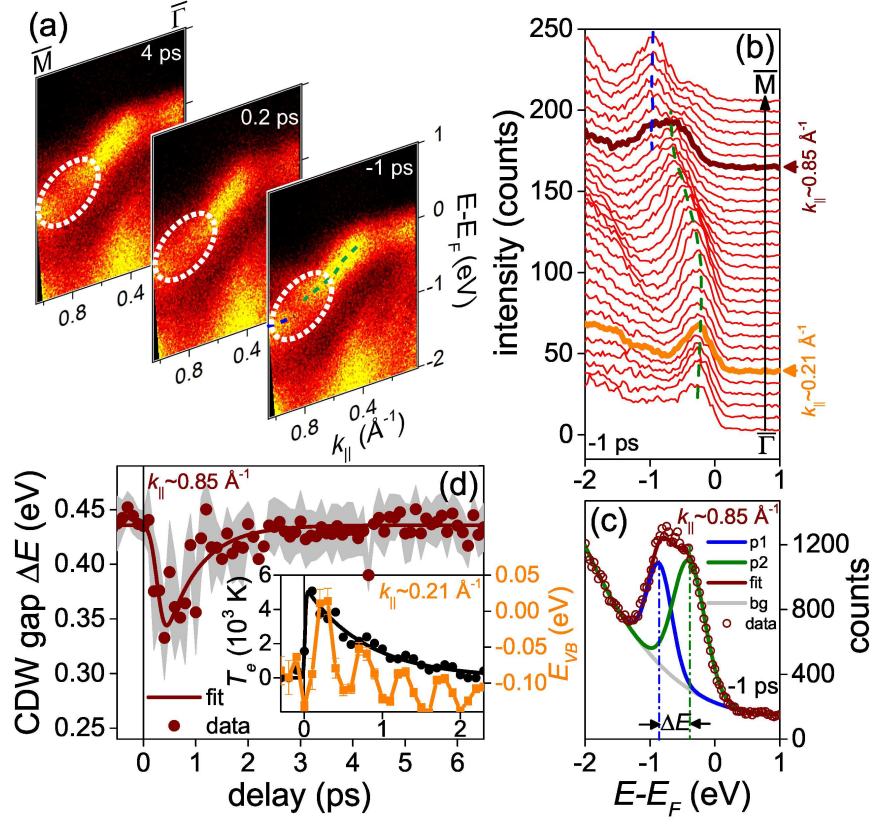 (a)
M̅
Γ̅
4 ps
0.2 ps
-1 ps
1
0
-1
-2
E-E_F (eV)
0.8
0.4
0.8
0.4
0.8
0.4
k_|| (Å⁻¹)
(b)
250
200
150
100
50
0
intensity (counts)
M̅
k_||~0.85 Å⁻¹
k_||~0.21 Å⁻¹
Γ̅
-1 ps
-2
-1
0
1
(c)
k_||~0.85 Å⁻¹
p1
p2
fit
bg
data
1200
800
400
0
counts
-1 ps
ΔE
-2
-1
0
1
E-E_F (eV)
(d)
k_||~0.85 Å⁻¹
0.45
0.40
0.35
0.30
0.25
CDW gap ΔE (eV)
fit
data
0
1
2
3
4
5
6
delay (ps)
k_||~0.21 Å⁻¹
6
4
2
0
T_e (10³ K)
0.05
0.00
-0.05
-0.10
E_VB (eV)
0
1
2